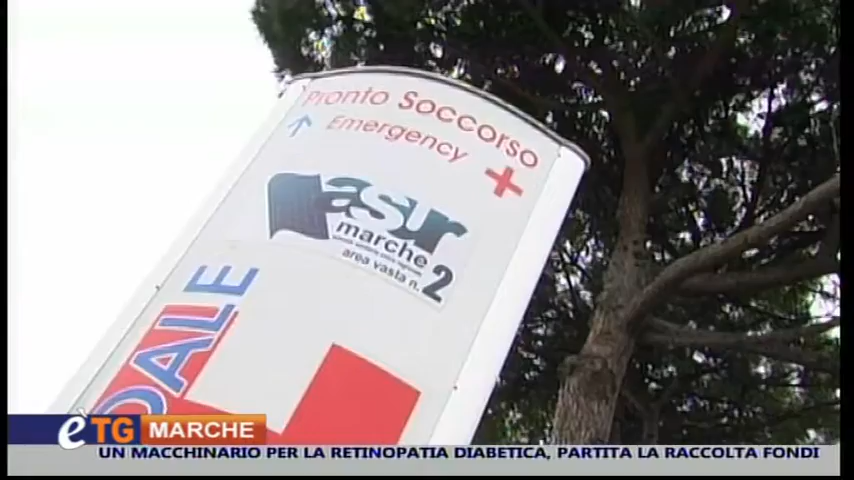 Pronto Soccorso
Emergency
asur
marche
area vasta n. 2
DALE
èTG MARCHE
UN MACCHINARIO PER LA RETINOPATIA DIABETICA, PARTITA LA RACCOLTA FONDI